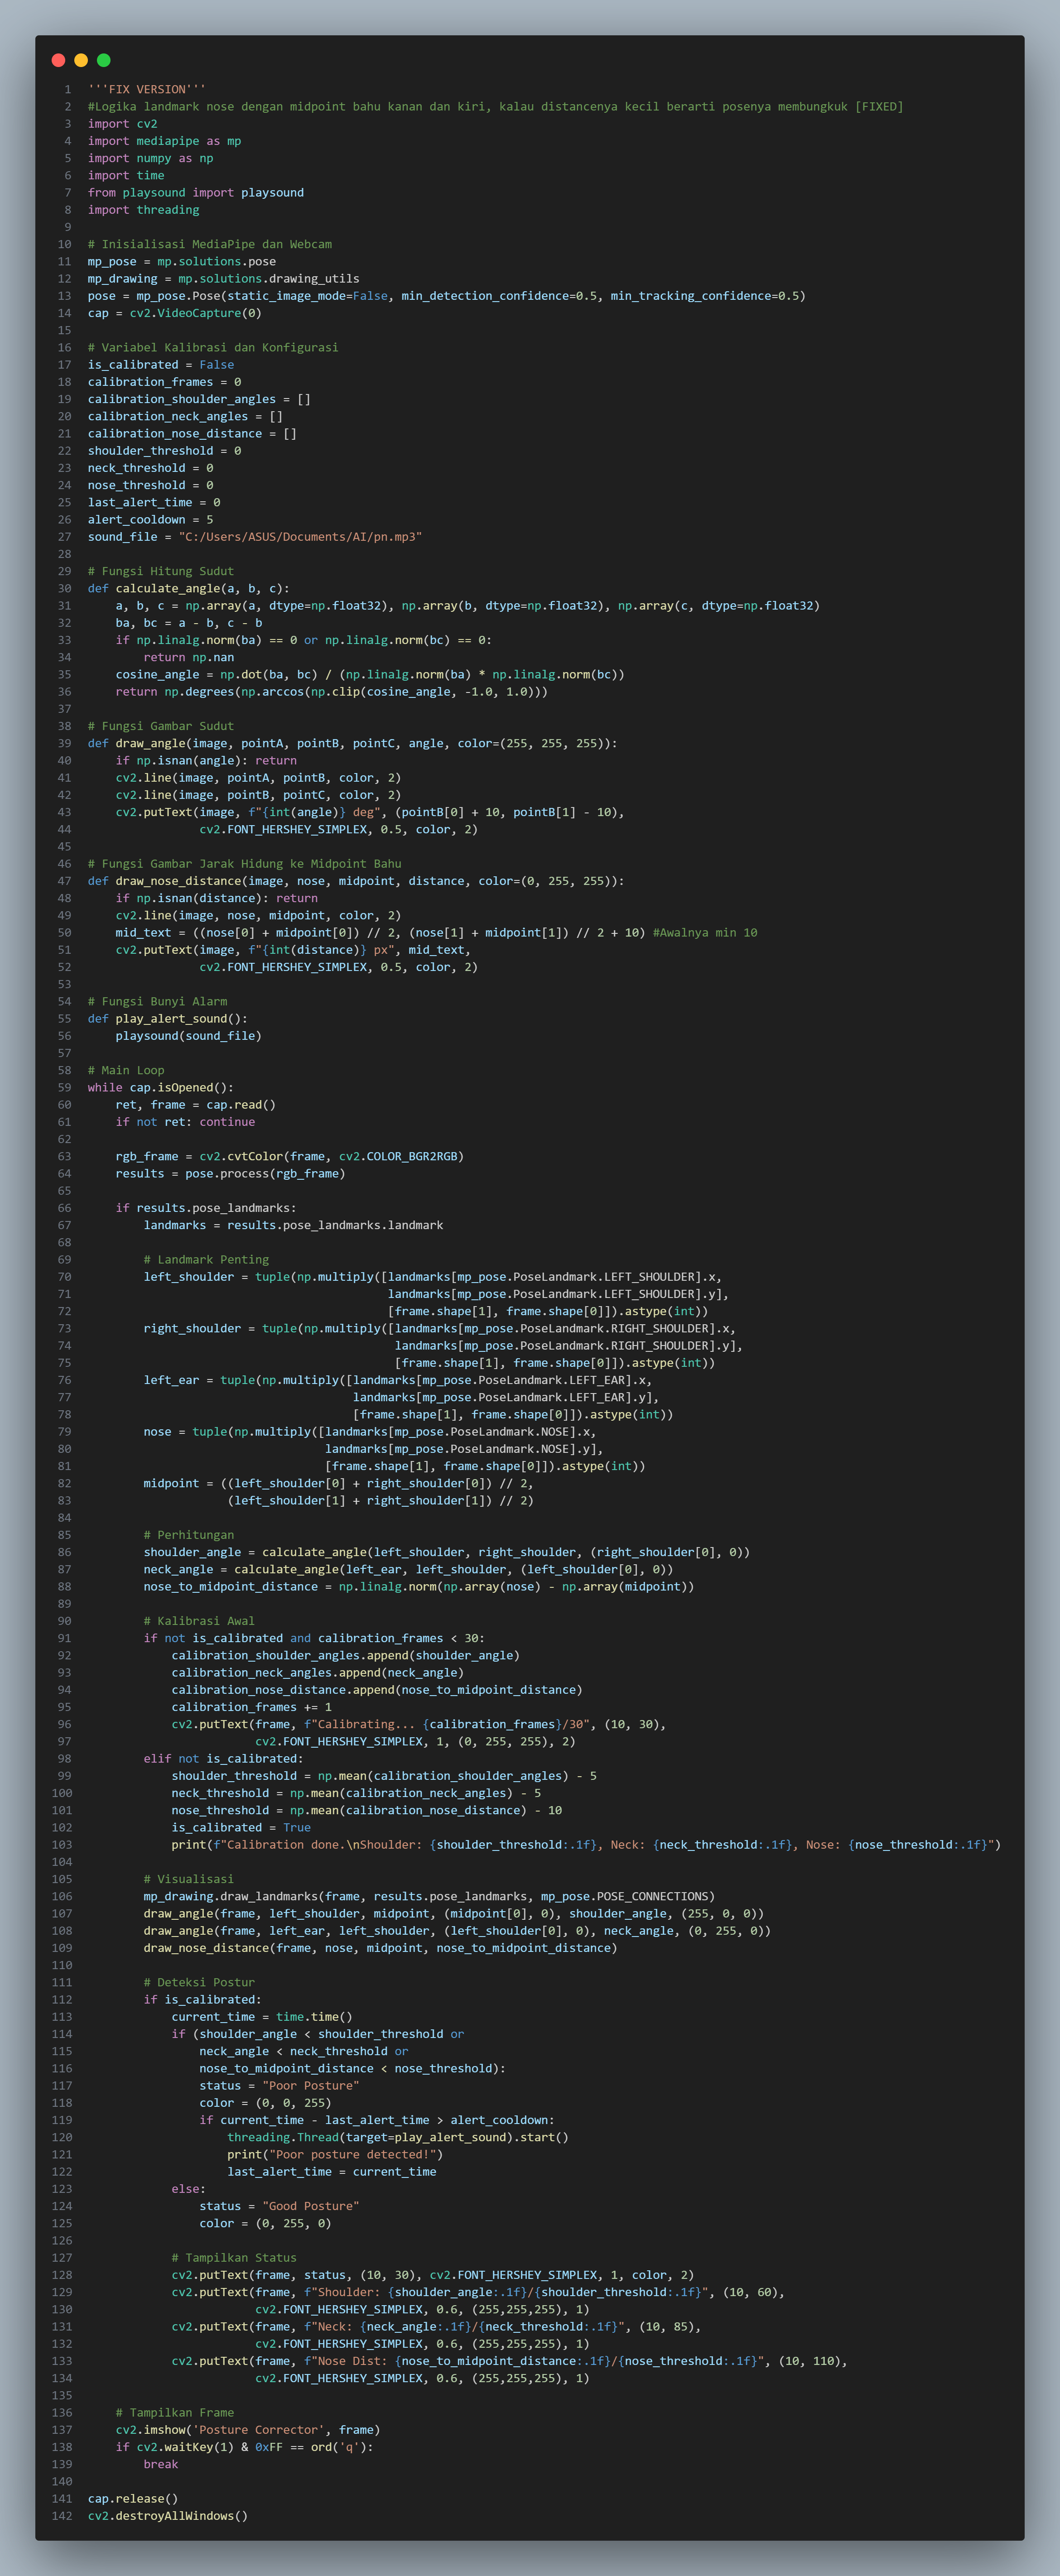 1 '''FIX VERSION'''
2 #Logika landmark nose dengan midpoint bahu kanan dan kiri, kalau distancenya kecil berarti posenya membungkuk [FIXED]
3 import cv2
4 import mediapipe as mp
5 import numpy as np
6 import time
7 from playsound import playsound
8 import threading
9
10 # Inisialisasi MediaPipe dan Webcam
11 mp_pose = mp.solutions.pose
12 mp_drawing = mp.solutions.drawing_utils
13 pose = mp_pose.Pose(static_image_mode=False, min_detection_confidence=0.5, min_tracking_confidence=0.5)
14 cap = cv2.VideoCapture(0)
15
16 # Variabel Kalibrasi dan Konfigurasi
17 is_calibrated = False
18 calibration_frames = 0
19 calibration_shoulder_angles = []
20 calibration_neck_angles = []
21 calibration_nose_distance = []
22 shoulder_threshold = 0
23 neck_threshold = 0
24 nose_threshold = 0
25 last_alert_time = 0
26 alert_cooldown = 5
27 sound_file = "C:/Users/ASUS/Documents/AI/pn.mp3"
28
29 # Fungsi Hitung Sudut
30 def calculate_angle(a, b, c):
31     a, b, c = np.array(a, dtype=np.float32), np.array(b, dtype=np.float32), np.array(c, dtype=np.float32)
32     ba, bc = a - b, c - b
33     if np.linalg.norm(ba) == 0 or np.linalg.norm(bc) == 0:
34         return np.nan
35     cosine_angle = np.dot(ba, bc) / (np.linalg.norm(ba) * np.linalg.norm(bc))
36     return np.degrees(np.arccos(np.clip(cosine_angle, -1.0, 1.0)))
37
38 # Fungsi Gambar Sudut
39 def draw_angle(image, pointA, pointB, pointC, angle, color=(255, 255, 255)):
40     if np.isnan(angle): return
41     cv2.line(image, pointA, pointB, color, 2)
42     cv2.line(image, pointB, pointC, color, 2)
43     cv2.putText(image, f"{int(angle)} deg", (pointB[0] + 10, pointB[1] - 10),
44                 cv2.FONT_HERSHEY_SIMPLEX, 0.5, color, 2)
45
46 # Fungsi Gambar Jarak Hidung ke Midpoint Bahu
47 def draw_nose_distance(image, nose, midpoint, distance, color=(0, 255, 255)):
48     if np.isnan(distance): return
49     cv2.line(image, nose, midpoint, color, 2)
50     mid_text = ((nose[0] + midpoint[0]) // 2, (nose[1] + midpoint[1]) // 2 + 10) #Awalnya min 10
51     cv2.putText(image, f"{int(distance)} px", mid_text,
52                 cv2.FONT_HERSHEY_SIMPLEX, 0.5, color, 2)
53
54 # Fungsi Bunyi Alarm
55 def play_alert_sound():
56     playsound(sound_file)
57
58 # Main Loop
59 while cap.isOpened():
60     ret, frame = cap.read()
61     if not ret: continue
62
63     rgb_frame = cv2.cvtColor(frame, cv2.COLOR_BGR2RGB)
64     results = pose.process(rgb_frame)
65
66     if results.pose_landmarks:
67         landmarks = results.pose_landmarks.landmark
68
69         # Landmark Penting
70         left_shoulder = tuple(np.multiply([landmarks[mp_pose.PoseLandmark.LEFT_SHOULDER].x,
71                                            landmarks[mp_pose.PoseLandmark.LEFT_SHOULDER].y],
72                                            [frame.shape[1], frame.shape[0]]).astype(int))
73         right_shoulder = tuple(np.multiply([landmarks[mp_pose.PoseLandmark.RIGHT_SHOULDER].x,
74                                             landmarks[mp_pose.PoseLandmark.RIGHT_SHOULDER].y],
75                                             [frame.shape[1], frame.shape[0]]).astype(int))
76         left_ear = tuple(np.multiply([landmarks[mp_pose.PoseLandmark.LEFT_EAR].x,
77                                       landmarks[mp_pose.PoseLandmark.LEFT_EAR].y],
78                                       [frame.shape[1], frame.shape[0]]).astype(int))
79         nose = tuple(np.multiply([landmarks[mp_pose.PoseLandmark.NOSE].x,
80                                   landmarks[mp_pose.PoseLandmark.NOSE].y],
81                                   [frame.shape[1], frame.shape[0]]).astype(int))
82         midpoint = ((left_shoulder[0] + right_shoulder[0]) // 2,
83                     (left_shoulder[1] + right_shoulder[1]) // 2)
84
85         # Perhitungan
86         shoulder_angle = calculate_angle(left_shoulder, right_shoulder, (right_shoulder[0], 0))
87         neck_angle = calculate_angle(left_ear, left_shoulder, (left_shoulder[0], 0))
88         nose_to_midpoint_distance = np.linalg.norm(np.array(nose) - np.array(midpoint))
89
90         # Kalibrasi Awal
91         if not is_calibrated and calibration_frames < 30:
92             calibration_shoulder_angles.append(shoulder_angle)
93             calibration_neck_angles.append(neck_angle)
94             calibration_nose_distance.append(nose_to_midpoint_distance)
95             calibration_frames += 1
96             cv2.putText(frame, f"Calibrating... {calibration_frames}/30", (10, 30),
97                         cv2.FONT_HERSHEY_SIMPLEX, 1, (0, 255, 255), 2)
98         elif not is_calibrated:
99             shoulder_threshold = np.mean(calibration_shoulder_angles) - 5
100             neck_threshold = np.mean(calibration_neck_angles) - 5
101             nose_threshold = np.mean(calibration_nose_distance) - 10
102             is_calibrated = True
103             print(f"Calibration done.\nShoulder: {shoulder_threshold:.1f}, Neck: {neck_threshold:.1f}, Nose: {nose_threshold:.1f}")
104
105         # Visualisasi
106         mp_drawing.draw_landmarks(frame, results.pose_landmarks, mp_pose.POSE_CONNECTIONS)
107         draw_angle(frame, left_shoulder, midpoint, (midpoint[0], 0), shoulder_angle, (255, 0, 0))
108         draw_angle(frame, left_ear, left_shoulder, (left_shoulder[0], 0), neck_angle, (0, 255, 0))
109         draw_nose_distance(frame, nose, midpoint, nose_to_midpoint_distance)
110
111         # Deteksi Postur
112         if is_calibrated:
113             current_time = time.time()
114             if (shoulder_angle < shoulder_threshold or
115                 neck_angle < neck_threshold or
116                 nose_to_midpoint_distance < nose_threshold):
117                 status = "Poor Posture"
118                 color = (0, 0, 255)
119                 if current_time - last_alert_time > alert_cooldown:
120                     threading.Thread(target=play_alert_sound).start()
121                     print("Poor posture detected!")
122                     last_alert_time = current_time
123             else:
124                 status = "Good Posture"
125                 color = (0, 255, 0)
126
127             # Tampilkan Status
128             cv2.putText(frame, status, (10, 30), cv2.FONT_HERSHEY_SIMPLEX, 1, color, 2)
129             cv2.putText(frame, f"Shoulder: {shoulder_angle:.1f}/{shoulder_threshold:.1f}", (10, 60),
130                         cv2.FONT_HERSHEY_SIMPLEX, 0.6, (255,255,255), 1)
131             cv2.putText(frame, f"Neck: {neck_angle:.1f}/{neck_threshold:.1f}", (10, 85),
132                         cv2.FONT_HERSHEY_SIMPLEX, 0.6, (255,255,255), 1)
133             cv2.putText(frame, f"Nose Dist: {nose_to_midpoint_distance:.1f}/{nose_threshold:.1f}", (10, 110),
134                         cv2.FONT_HERSHEY_SIMPLEX, 0.6, (255,255,255), 1)
135
136     # Tampilkan Frame
137     cv2.imshow('Posture Corrector', frame)
138     if cv2.waitKey(1) & 0xFF == ord('q'):
139         break
140
141 cap.release()
142 cv2.destroyAllWindows()